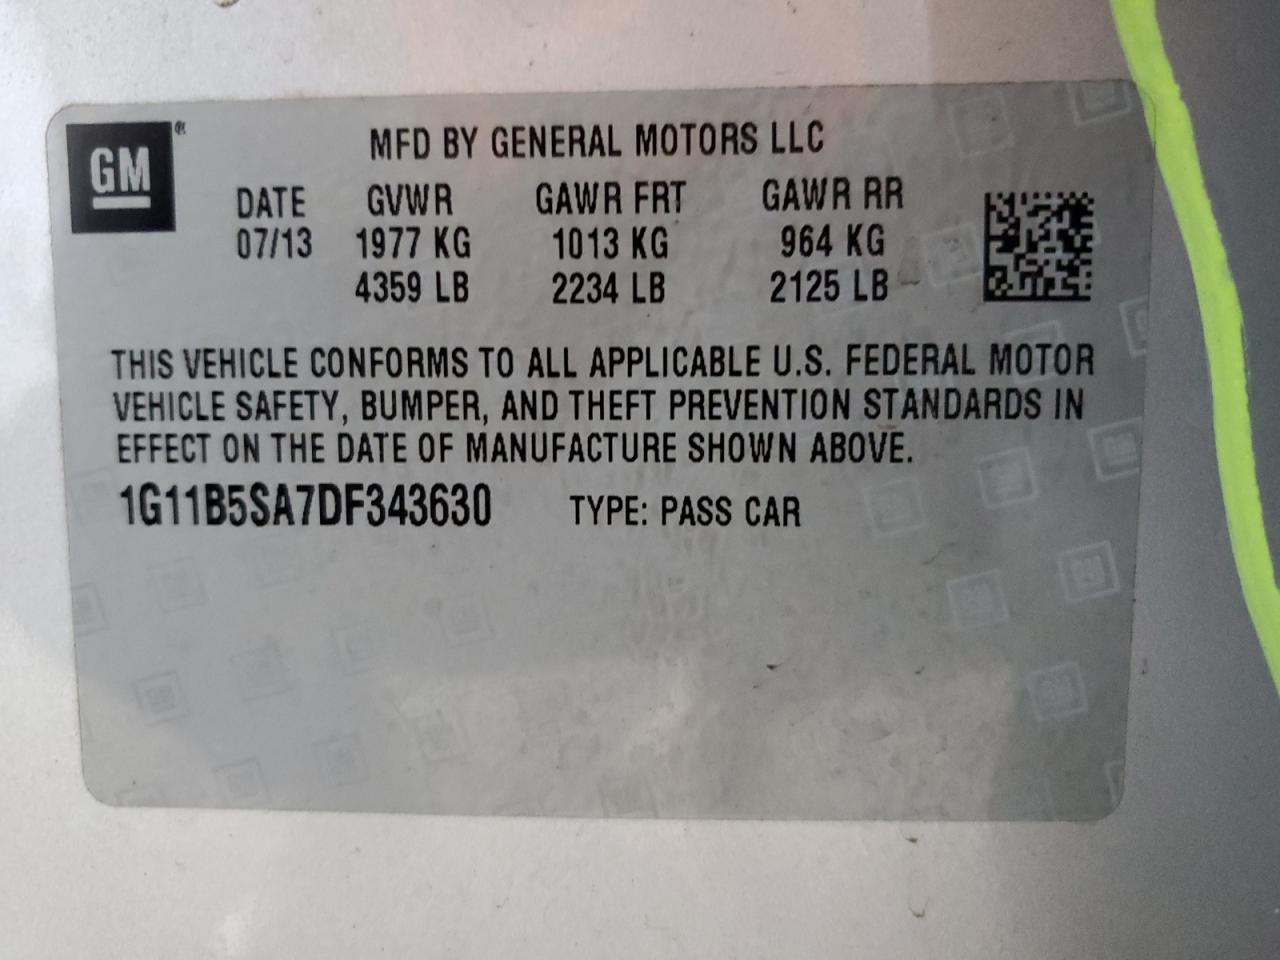 GM ®
MFD BY GENERAL MOTORS LLC
DATE GVWR GAWR FRT GAWR RR
07/13 1977 KG 1013 KG 964 KG
4359 LB 2234 LB 2125 LB
THIS VEHICLE CONFORMS TO ALL APPLICABLE U.S. FEDERAL MOTOR
VEHICLE SAFETY, BUMPER, AND THEFT PREVENTION STANDARDS IN
EFFECT ON THE DATE OF MANUFACTURE SHOWN ABOVE.
1G11B5SA7DF343630 TYPE: PASS CAR